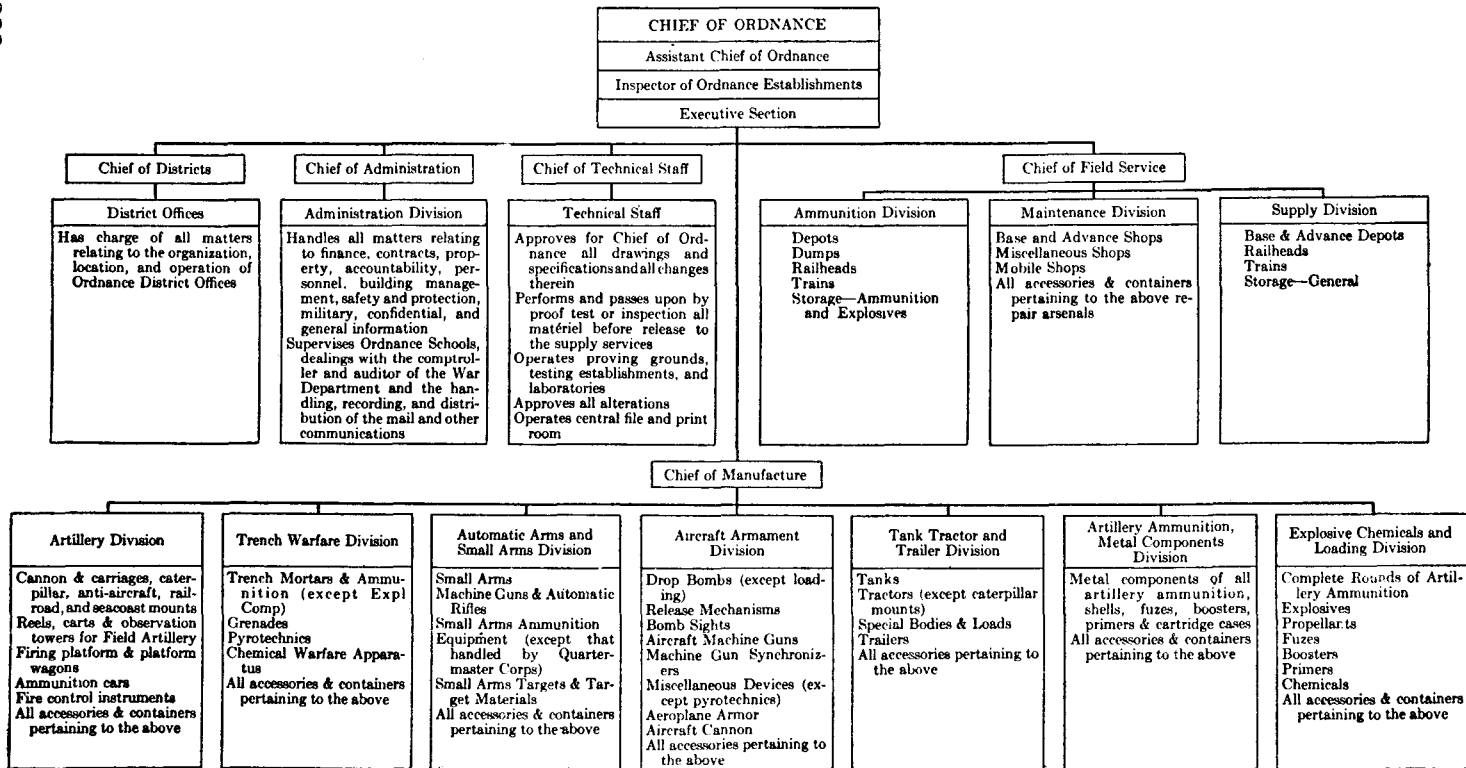 CHIEF OF ORDNANCE
Assistant Chief of Ordnance
Inspector of Ordnance Establishments
Executive Section
Chief of Districts
Chief of Administration
Chief of Technical Staff
Chief of Field Service
District Offices
Has charge of all matters
relating to the organization,
location, and operation of
Ordnance District Offices
Administration Division
Handles all matters relating
to finance, contracts, prop-
erty, accountability, per-
sonnel, building manage-
ment, safety and protection,
military, confidential, and
general information
Supervises Ordnance Schools,
dealings with the comptrol-
ler and auditor of the War
Department and the han-
dling, recording, and distri-
bution of the mail and other
communications
Technical Staff
Approves for Chief of Ord-
nance all drawings and
specifications and all changes
therein
Performs and passes upon by
proof test or inspection all
matériel before release to
the supply services
Operates proving grounds,
testing establishments, and
laboratories
Approves all alterations
Operates central file and print
room
Ammunition Division
Depots
Dumps
Railheads
Trains
Storage—Ammunition
and Explosives
Maintenance Division
Base and Advance Shops
Miscellaneous Shops
Mobile Shops
All accessories & containers
pertaining to the above re-
pair arsenals
Supply Division
Base & Advance Depots
Railheads
Trains
Storage—General
Chief of Manufacture
Artillery Division
Cannon & carriages, cater-
pillar, anti-aircraft, rail-
road, and seacoast mounts
Reels, carts & observation
towers for Field Artillery
Firing platform & platform
wagons
Ammunition cars
Fire control instruments
All accessories & containers
pertaining to the above
Trench Warfare Division
Trench Mortars & Ammu-
nition (except Expl
Comp)
Grenades
Pyrotechnics
Chemical Warfare Appara-
tus
All accessories & containers
pertaining to the above
Automatic Arms and
Small Arms Division
Small Arms
Machine Guns & Automatic
Rifles
Small Arms Ammunition
Equipment (except that
handled by Quarter-
master Corps)
Small Arms Targets & Tar-
get Materials
All accessories & containers
pertaining to the above
Aircraft Armament
Division
Drop Bombs (except load-
ing)
Release Mechanisms
Bomb Sights
Aircraft Machine Guns
Machine Gun Synchroniz-
ers
Miscellaneous Devices (ex-
cept pyrotechnics)
Aeroplane Armor
Aircraft Cannon
All accessories pertaining to
the above
Tank Tractor and
Trailer Division
Tanks
Tractors (except caterpillar
mounts)
Special Bodies & Loads
Trailers
All accessories pertaining to
the above
Artillery Ammunition,
Metal Components
Division
Metal components of all
artillery ammunition,
shells, fuzes, boosters,
primers & cartridge cases
All accessories & containers
pertaining to the above
Explosive Chemicals and
Loading Division
Complete Rounds of Artil-
lery Ammunition
Explosives
Propellants
Fuzes
Boosters
Primers
Chemicals
All accessories & containers
pertaining to the above